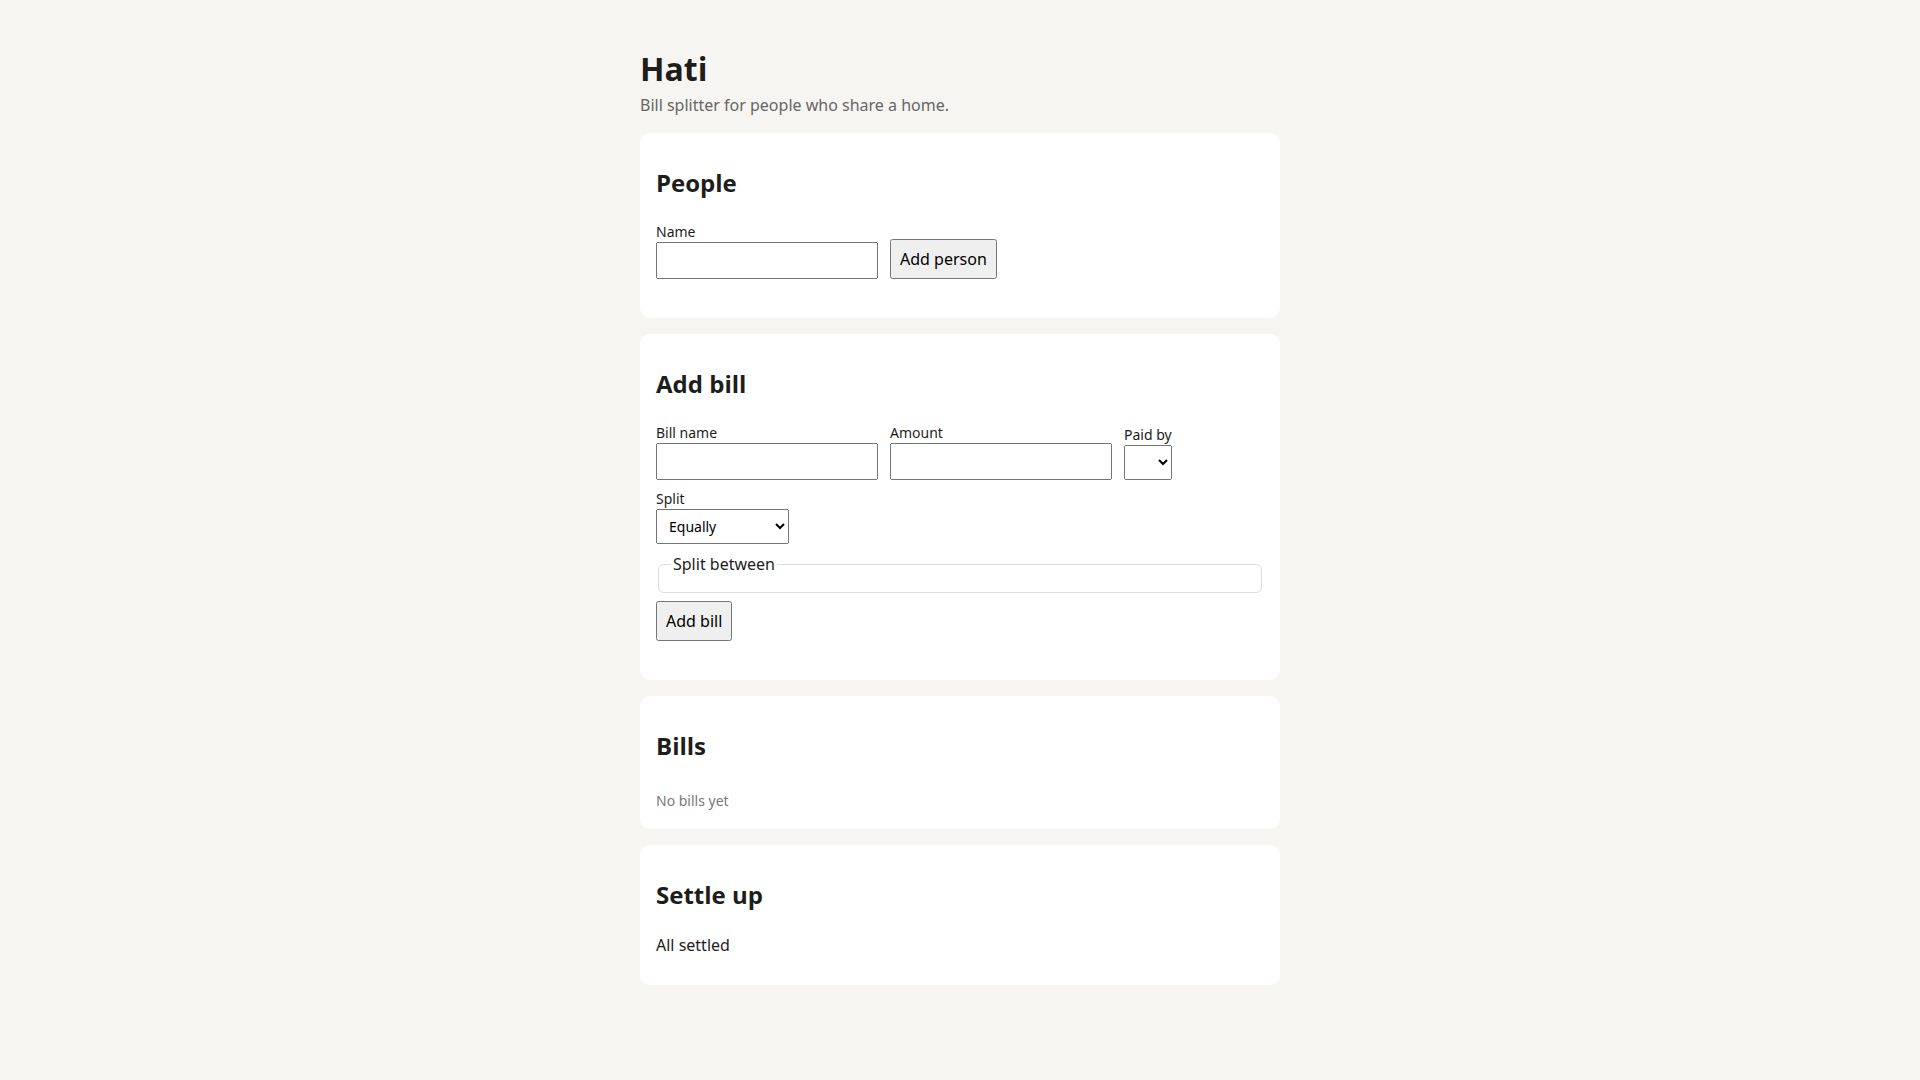 Hati
Bill splitter for people who share a home.
People
Name
Add person
Add bill
Bill name Amount Paid by
Split
Equally
Split between
Add bill
Bills
No bills yet
Settle up
All settled